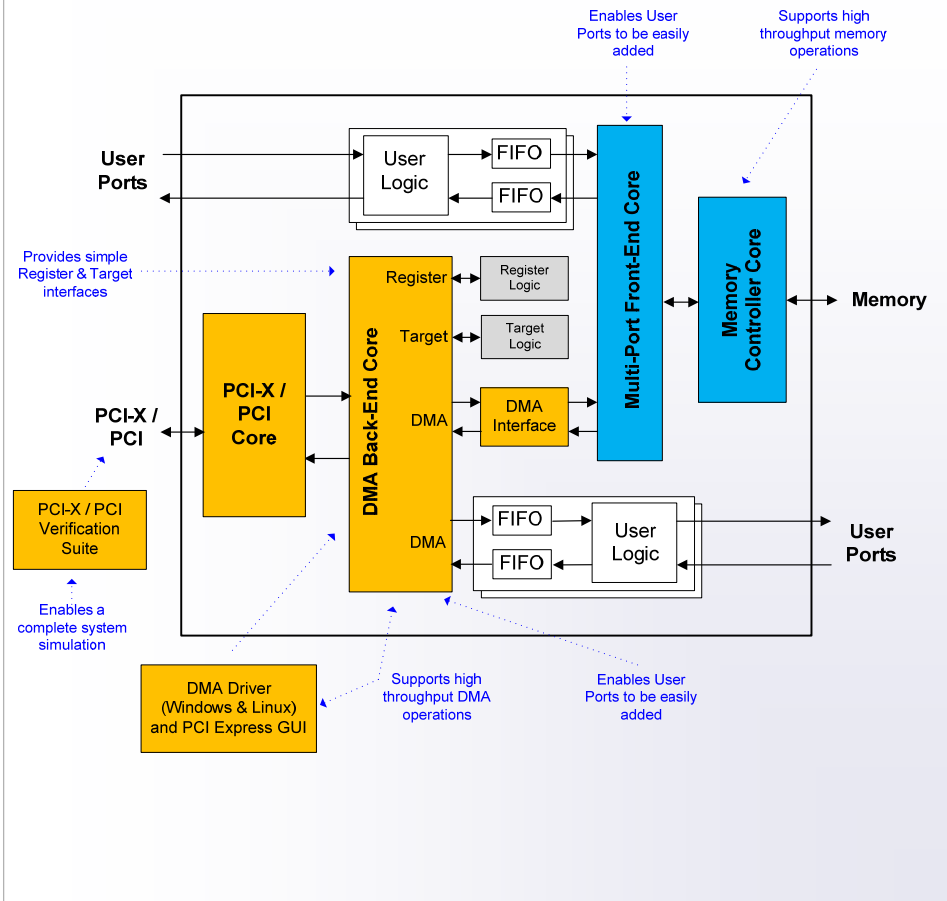 Enables User
Ports to be easily
added
Supports high
throughput memory
operations
User
Ports
User
Logic
FIFO
FIFO
Multi-Port Front-End Core
Memory
Controller Core
Memory
Provides simple
Register & Target
interfaces
Register
Register
Logic
Target
Target
Logic
DMA
DMA
Interface
DMA Back-End Core
PCI-X /
PCI
Core
PCI-X /
PCI
PCI-X / PCI
Verification
Suite
DMA
FIFO
FIFO
User
Logic
User
Ports
Enables a
complete system
simulation
DMA Driver
(Windows & Linux)
and PCI Express GUI
Supports high
throughput DMA
operations
Enables User
Ports to be easily
added